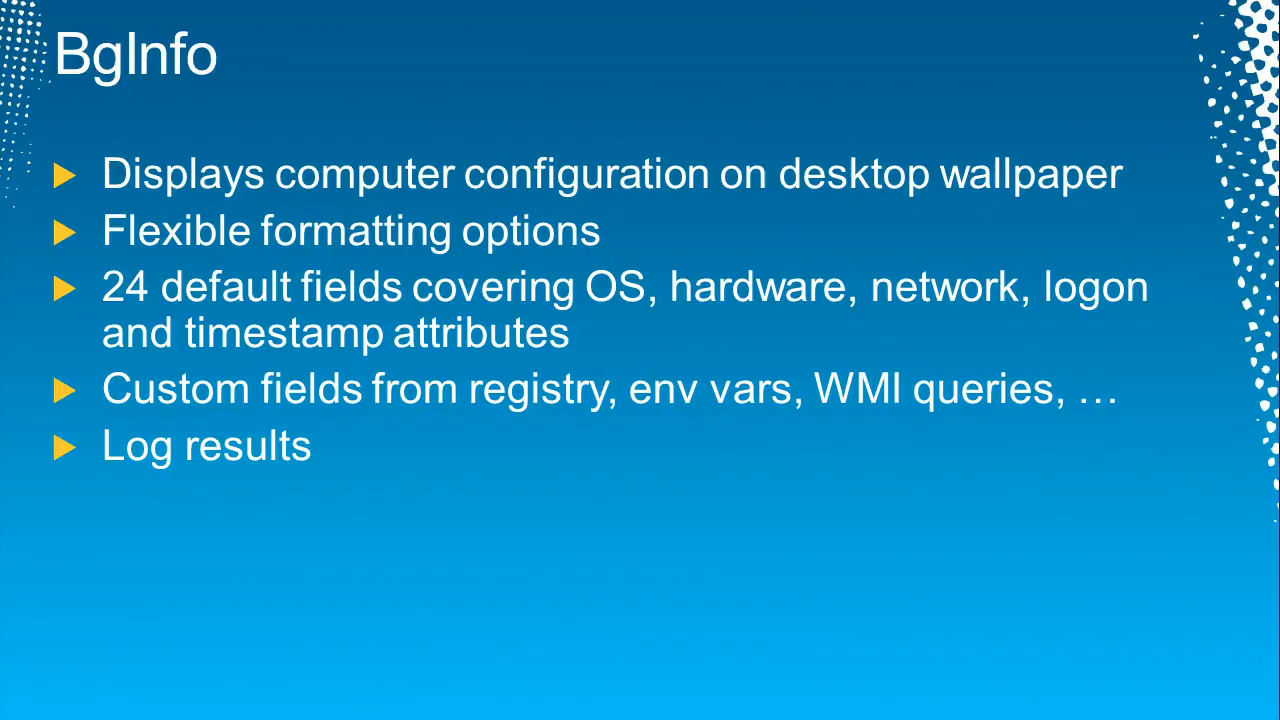 BgInfo
Displays computer configuration on desktop wallpaper
Flexible formatting options
24 default fields covering OS, hardware, network, logon
and timestamp attributes
Custom fields from registry, env vars, WMI queries, …
Log results